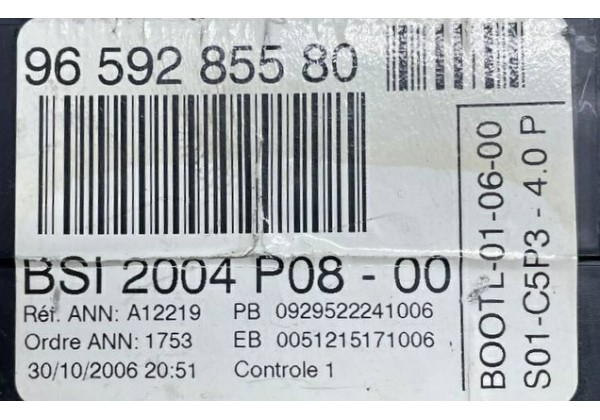 96 592 855 80
BSI 2004 P08 - 00
Réf. ANN: A12219 PB 0929522241006
Ordre ANN: 1753 EB 0051215171006
30/10/2006 20:51 Controle 1
BOOTL-01-06-00
S01-C5P3 - 4.0 P